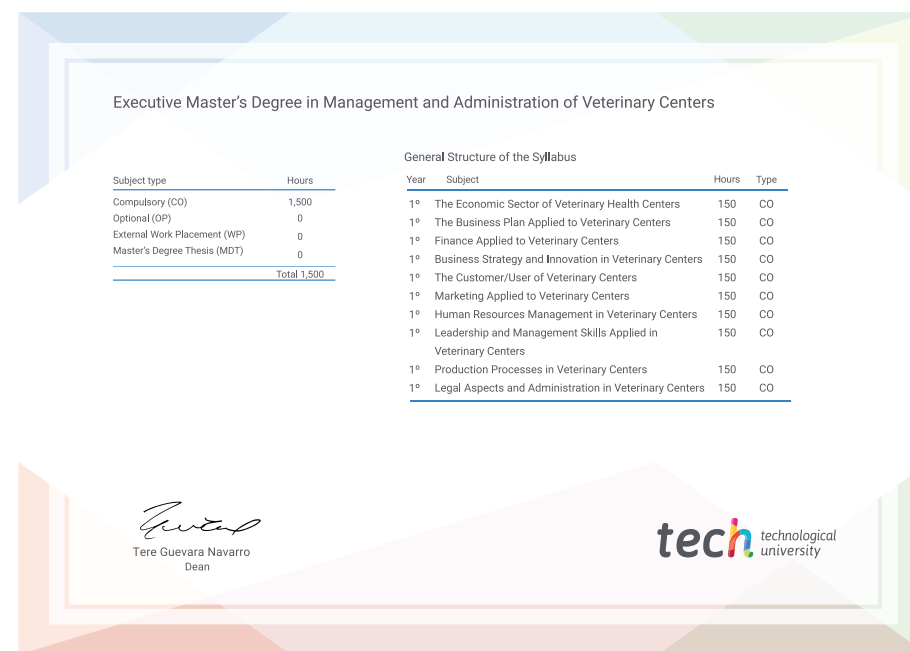 Executive Master's Degree in Management and Administration of Veterinary Centers
Subject type Hours
Compulsory (CO) 1,500
Optional (OP) 0
External Work Placement (WP) 0
Master's Degree Thesis (MDT) 0
Total 1,500
General Structure of the Syllabus
Year Subject Hours Type
1º The Economic Sector of Veterinary Health Centers 150 CO
1º The Business Plan Applied to Veterinary Centers 150 CO
1º Finance Applied to Veterinary Centers 150 CO
1º Business Strategy and Innovation in Veterinary Centers 150 CO
1º The Customer/User of Veterinary Centers 150 CO
1º Marketing Applied to Veterinary Centers 150 CO
1º Human Resources Management in Veterinary Centers 150 CO
1º Leadership and Management Skills Applied in 150 CO
Veterinary Centers
1º Production Processes in Veterinary Centers 150 CO
1º Legal Aspects and Administration in Veterinary Centers 150 CO
Tere Guevara Navarro
Dean
tech technological
university